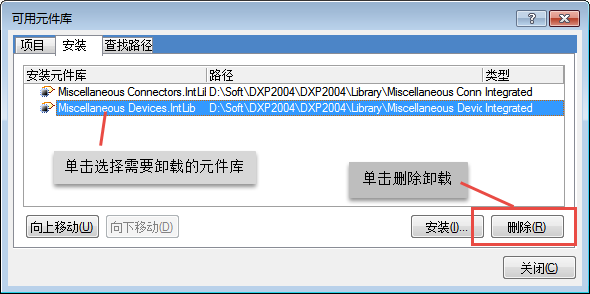 可用元件库
项目 安装 查找路径
安装元件库 路径 类型
Miscellaneous Connectors.IntLil D:\Soft\DXP2004\DXP2004\Library\Miscellaneous Conn Integrated
Miscellaneous Devices.IntLib D:\Soft\DXP2004\DXP2004\Library\Miscellaneous Devic Integrated
单击选择需要卸载的元件库
单击删除卸载
向上移动(U) 向下移动(D) 安装(I)... 删除(R)
关闭(C)